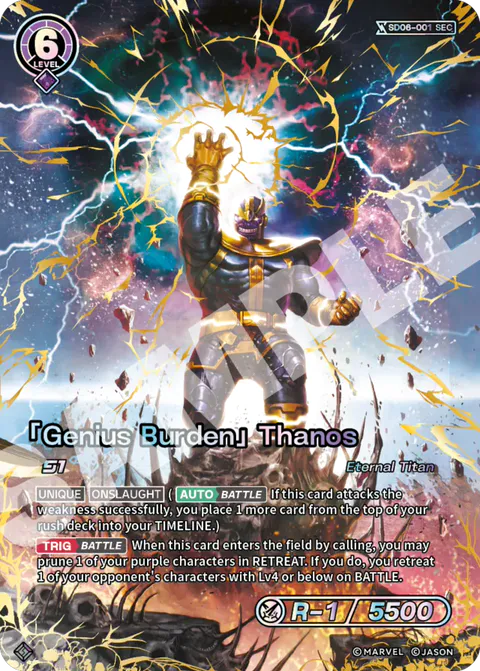 6
LEVEL
SD06-001 SEC
SAMPLE
「Genius Burden」 Thanos
51
Eternal Titan
UNIQUE ONSLAUGHT ( AUTO BATTLE If this card attacks the
weakness successfully, you place 1 more card from the top of your
rush deck into your TIMELINE.)
TRIG BATTLE When this card enters the field by calling, you may
prune 1 of your purple characters in RETREAT. If you do, you retreat
1 of your opponent's characters with Lv4 or below on BATTLE.
R-1 / 5500
©MARVEL ©JASON